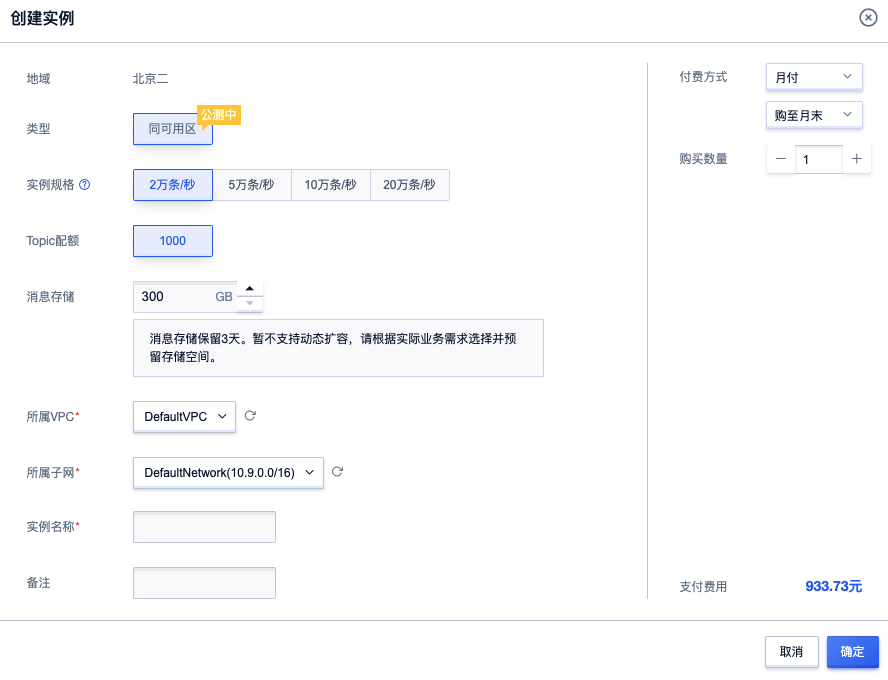 创建实例
地域
北京二
类型
同可用区
公测中
实例规格
2万条/秒
5万条/秒
10万条/秒
20万条/秒
Topic配额
1000
消息存储
300
GB
消息存储保留3天。暂不支持动态扩容，请根据实际业务需求选择并预
留存储空间。
所属VPC*
DefaultVPC
所属子网*
DefaultNetwork(10.9.0.0/16)
实例名称*
备注
付费方式
月付
购至月末
购买数量
1
支付费用
933.73元
取消
确定